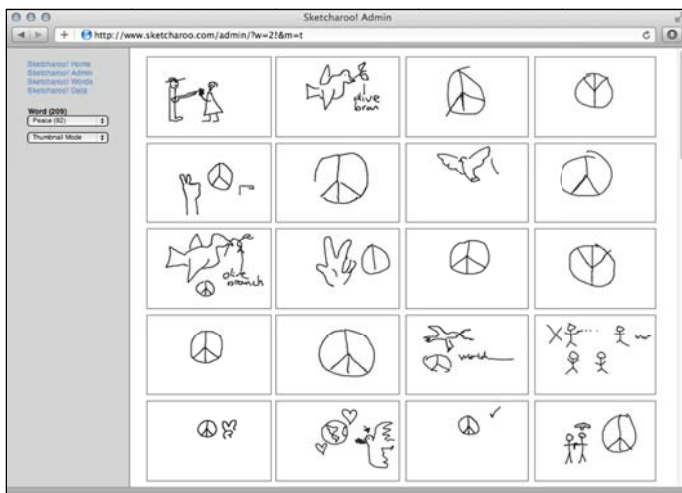 Sketcharoo! Admin
http://www.sketcharoo.com/admin/?w=2!&m=t
Sketcharoo! Home
Sketcharoo! Admin
Sketcharoo! Words
Sketcharoo! Data
Word (209)
Peace (92)
Thumbnail Mode
olive
bran
olive
branch
world